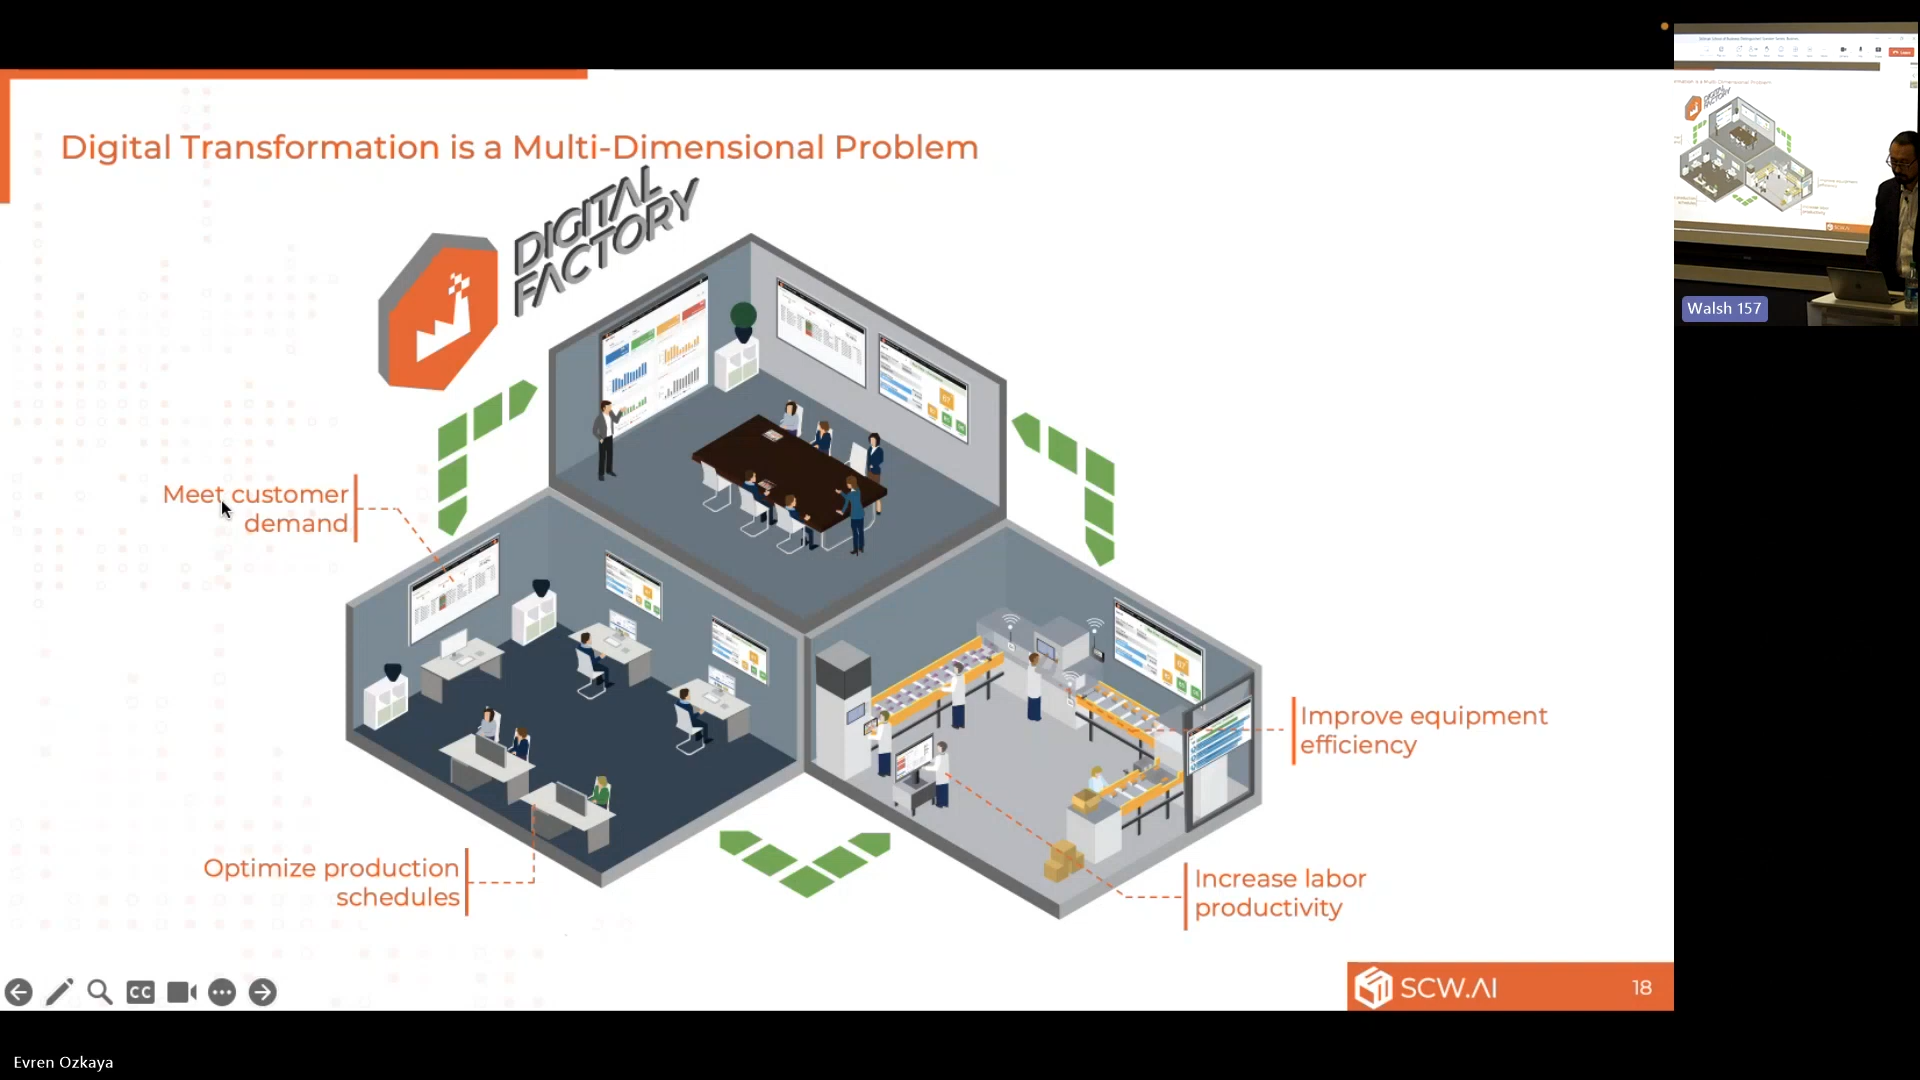 Digital Transformation is a Multi-Dimensional Problem
DIGITAL
FACTORY
Meet customer
demand
Improve equipment
efficiency
Optimize production
schedules
Increase labor
productivity
CC
SCW.AI
18
Evren Ozkaya
Walsh 157